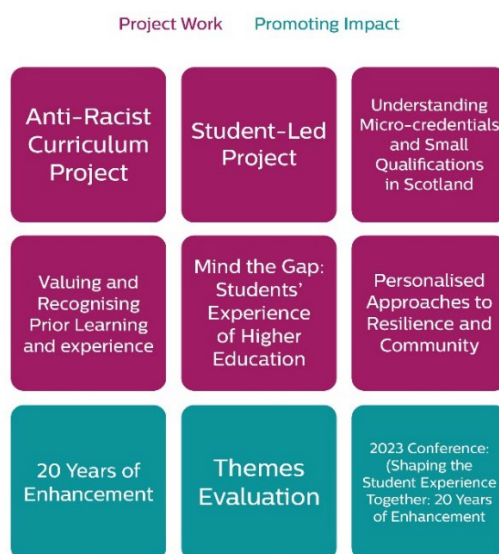 Project Work Promoting Impact
Anti-Racist
Curriculum
Project
Student-Led
Project
Understanding
Micro-credentials
and Small
Qualifications
in Scotland
Valuing and
Recognising
Prior Learning
and experience
Mind the Gap:
Students’
Experience
of Higher
Education
Personalised
Approaches to
Resilience and
Community
20 Years of
Enhancement
Themes
Evaluation
2023 Conference:
(Shaping the
Student Experience
Together: 20 Years
of Enhancement